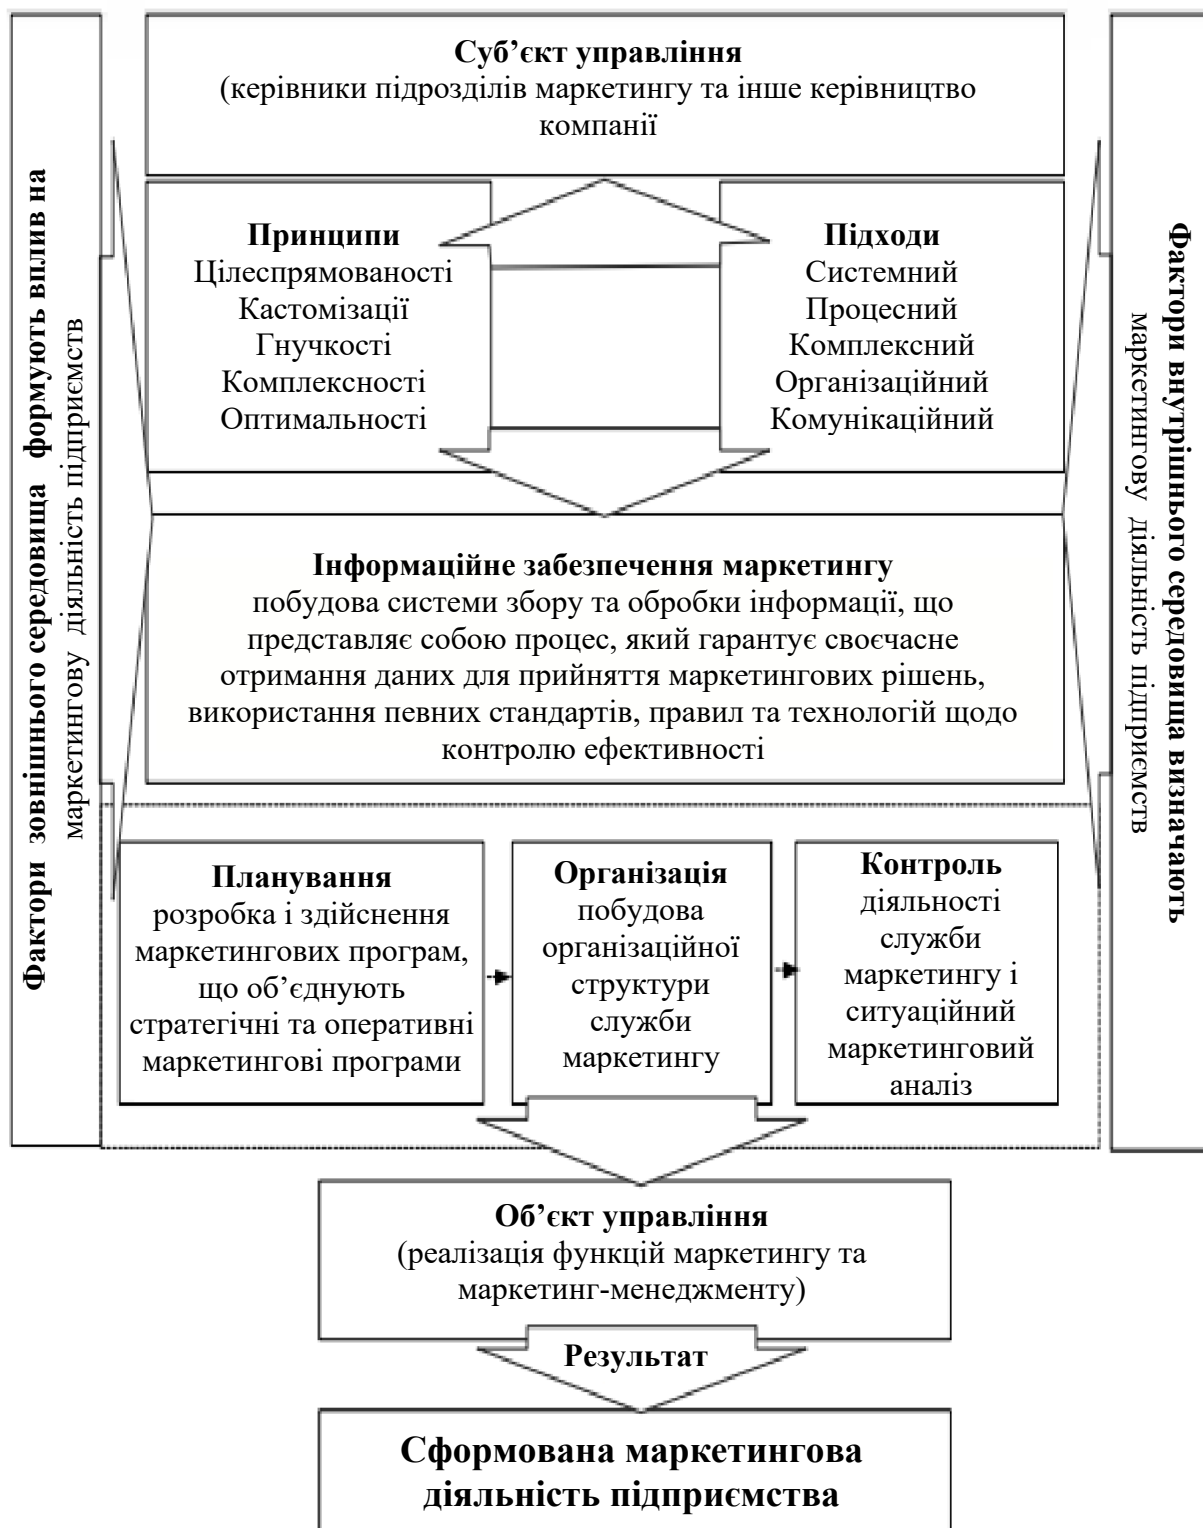 Суб’єкт управління
(керівники підрозділів маркетингу та інше керівництво
компанії
Фактори зовнішнього середовища формують вплив на
маркетингову діяльність підприємств
Принципи
Цілеспрямованості
Кастомізації
Гнучкості
Комплексності
Оптимальності
Підходи
Системний
Процесний
Комплексний
Організаційний
Комунікаційний
Фактори внутрішнього середовища визначають
маркетингову діяльність підприємств
Інформаційне забезпечення маркетингу
побудова системи збору та обробки інформації, що
представляє собою процес, який гарантує своєчасне
отримання даних для прийняття маркетингових рішень,
використання певних стандартів, правил та технологій щодо
контролю ефективності
Планування
розробка і здійснення
маркетингових програм,
що об’єднують
стратегічні та оперативні
маркетингові програми
Організація
побудова
організаційної
структури
служби
маркетингу
Контроль
діяльності
служби
маркетингу і
ситуаційний
маркетинговий
аналіз
Об’єкт управління
(реалізація функцій маркетингу та
маркетинг-менеджменту)
Результат
Сформована маркетингова
діяльність підприємства